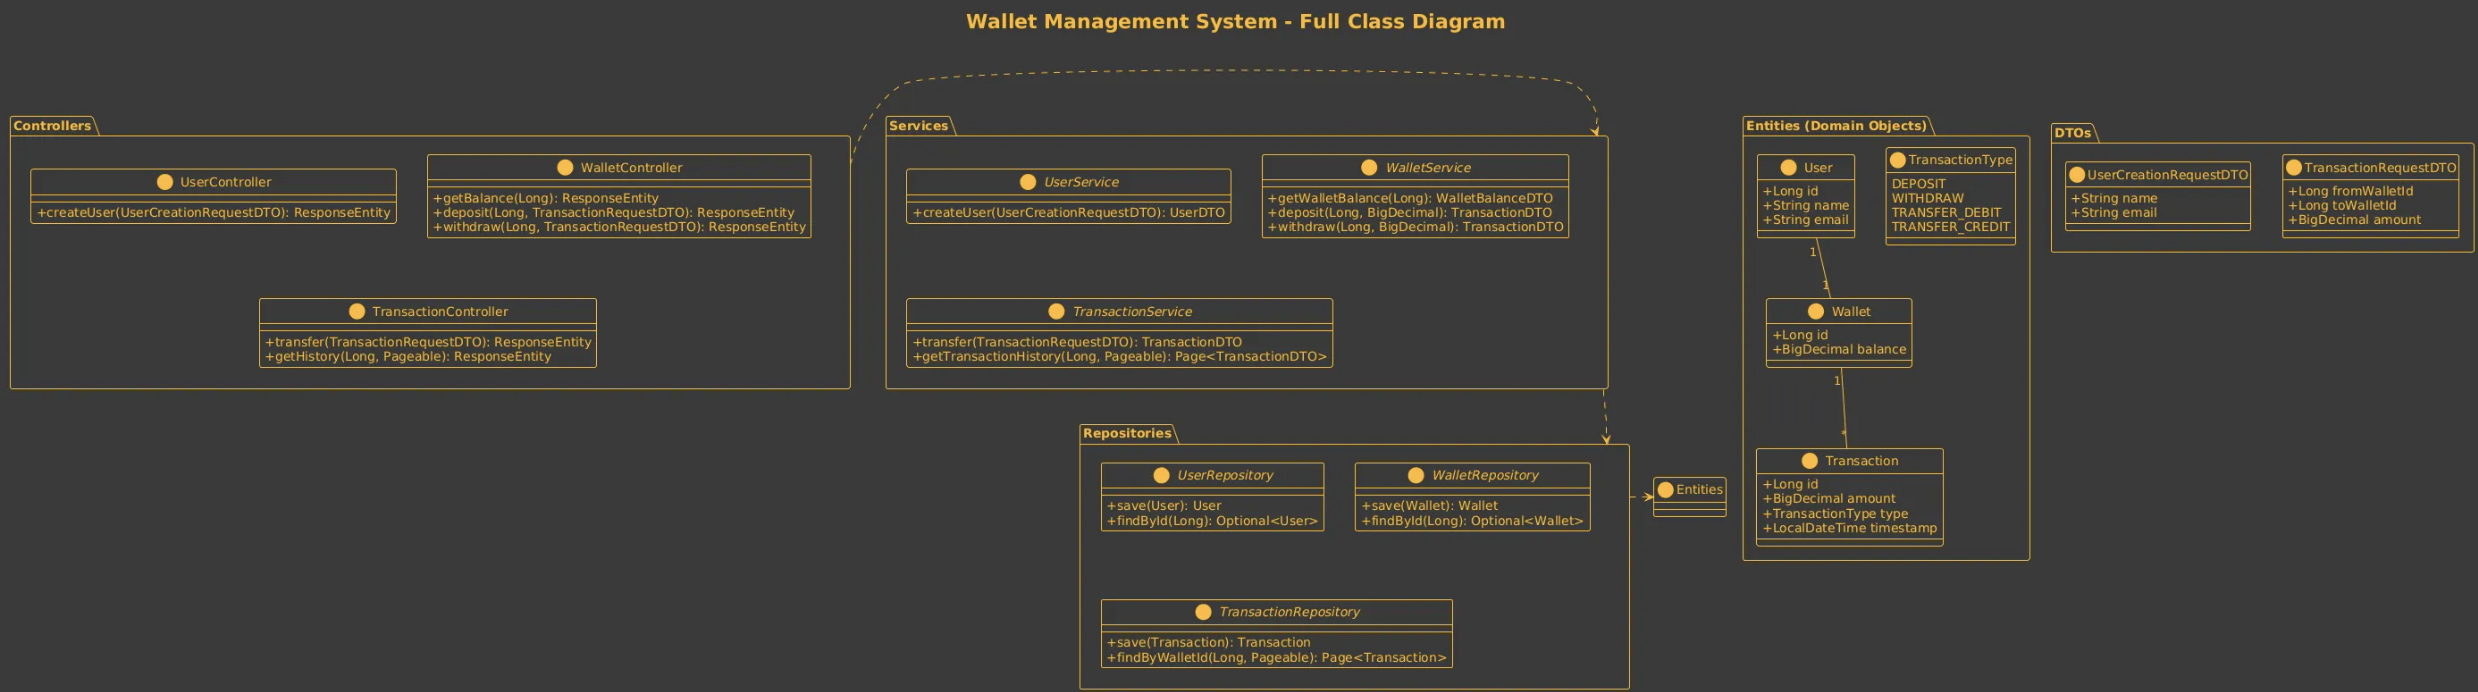 Wallet Management System - Full Class Diagram
Controllers
UserController
+createUser(UserCreationRequestDTO): ResponseEntity
WalletController
+getBalance(Long): ResponseEntity
+deposit(Long, TransactionRequestDTO): ResponseEntity
+withdraw(Long, TransactionRequestDTO): ResponseEntity
TransactionController
+transfer(TransactionRequestDTO): ResponseEntity
+getHistory(Long, Pageable): ResponseEntity
Services
UserService
+createUser(UserCreationRequestDTO): UserDTO
WalletService
+getWalletBalance(Long): WalletBalanceDTO
+deposit(Long, BigDecimal): TransactionDTO
+withdraw(Long, BigDecimal): TransactionDTO
TransactionService
+transfer(TransactionRequestDTO): TransactionDTO
+getTransactionHistory(Long, Pageable): Page<TransactionDTO>
Repositories
UserRepository
+save(User): User
+findById(Long): Optional<User>
WalletRepository
+save(Wallet): Wallet
+findById(Long): Optional<Wallet>
TransactionRepository
+save(Transaction): Transaction
+findByWalletId(Long, Pageable): Page<Transaction>
Entities
Entities (Domain Objects)
User
+Long id
+String name
+String email
TransactionType
DEPOSIT
WITHDRAW
TRANSFER_DEBIT
TRANSFER_CREDIT
1
1
Wallet
+Long id
+BigDecimal balance
1
*
Transaction
+Long id
+BigDecimal amount
+TransactionType type
+LocalDateTime timestamp
DTOs
UserCreationRequestDTO
+String name
+String email
TransactionRequestDTO
+Long fromWalletId
+Long toWalletId
+BigDecimal amount